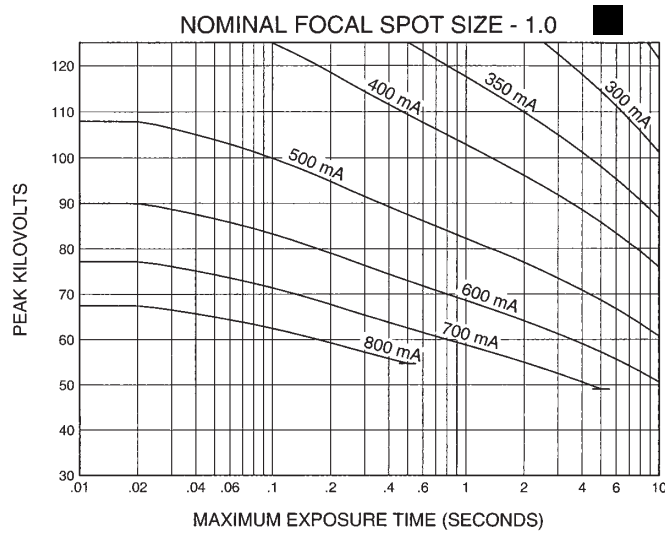 NOMINAL FOCAL SPOT SIZE - 1.0
PEAK KILOVOLTS
120
110
100
90
80
70
60
50
40
30
300 mA
350 mA
400 mA
500 mA
600 mA
700 mA
800 mA
.01 .02 .04 .06 .1 .2 .4 .6 1 2 4 6 10
MAXIMUM EXPOSURE TIME (SECONDS)